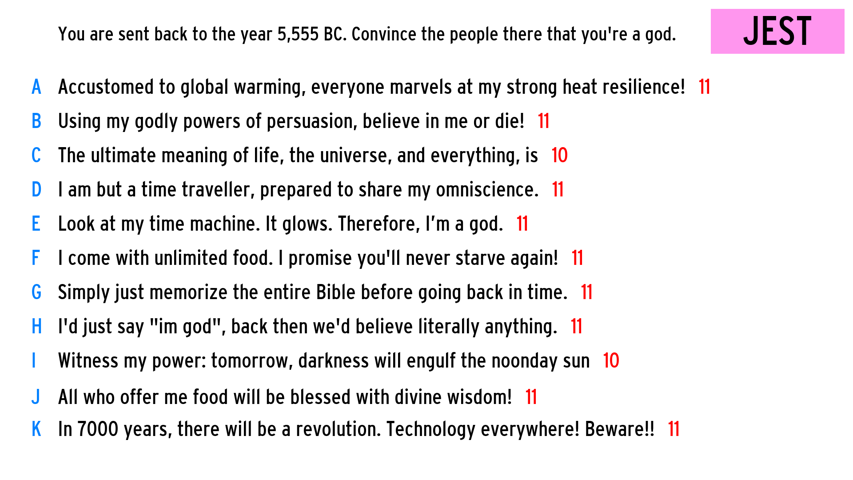 You are sent back to the year 5,555 BC. Convince the people there that you're a god.
JEST
A Accustomed to global warming, everyone marvels at my strong heat resilience! 11
B Using my godly powers of persuasion, believe in me or die! 11
C The ultimate meaning of life, the universe, and everything, is 10
D I am but a time traveller, prepared to share my omniscience. 11
E Look at my time machine. It glows. Therefore, I'm a god. 11
F I come with unlimited food. I promise you'll never starve again! 11
G Simply just memorize the entire Bible before going back in time. 11
H I'd just say "im god", back then we'd believe literally anything. 11
I Witness my power: tomorrow, darkness will engulf the noonday sun 10
J All who offer me food will be blessed with divine wisdom! 11
K In 7000 years, there will be a revolution. Technology everywhere! Beware!! 11